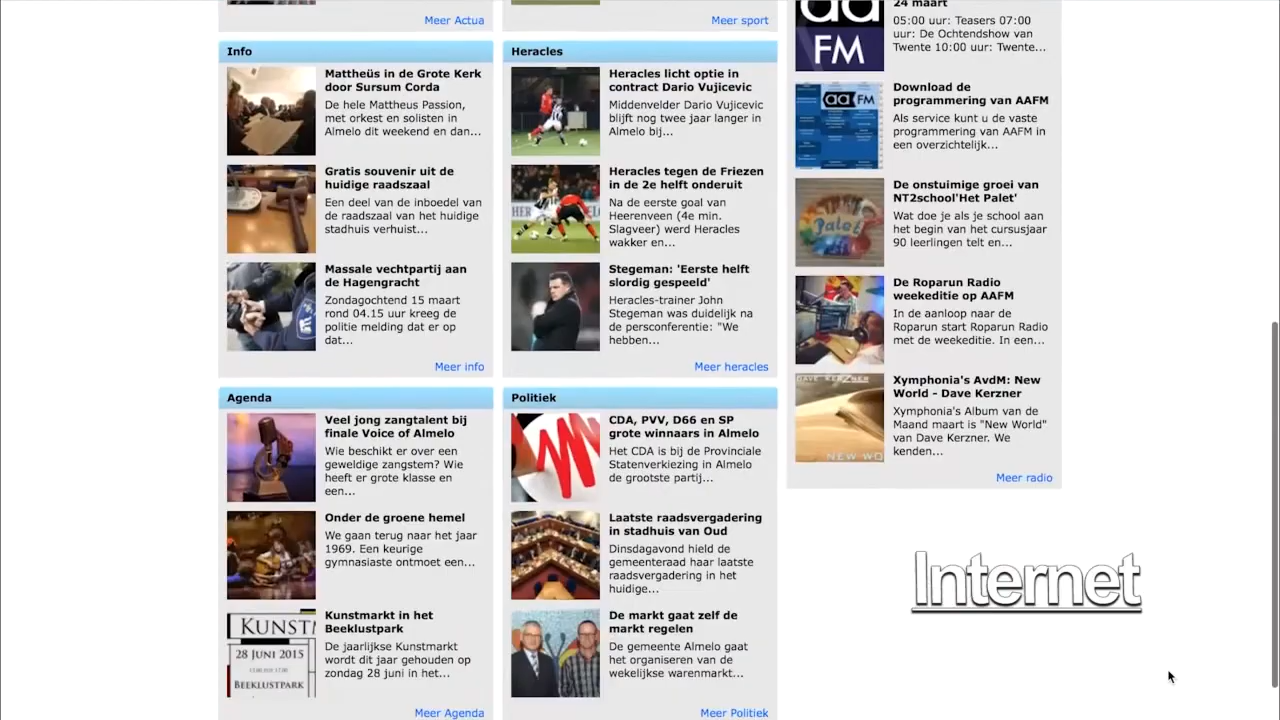 Meer Actua
Info
Mattheüs in de Grote Kerk
door Sursum Corda
De hele Mattheus Passion,
met orkest en solisten in
Almelo dit weekend en dan...
Gratis souvenir uit de
huidige raadszaal
Een deel van de inboedel van
de raadszaal van het huidige
stadhuis verhuist...
Massale vechtpartij aan
de Hagengracht
Zondagochtend 15 maart
rond 04.15 uur kreeg de
politie melding dat er op
dat...
Meer info
Agenda
Veel jong zangtalent bij
finale Voice of Almelo
Wie beschikt er over een
geweldige zangstem? Wie
heeft er grote klasse en
een...
Onder de groene hemel
We gaan terug naar het jaar
1969. Een keurige
gymnasiaste ontmoet een...
KUNST
28 JUNI 2015
BEEKLUSTPARK
Kunstmarkt in het
Beeklustpark
De jaarlijkse Kunstmarkt
wordt dit jaar gehouden op
zondag 28 juni in het...
Meer Agenda
Meer sport
Heracles
Heracles licht optie in
contract Dario Vujicevic
Middenvelder Dario Vujicevic
blijft nog twee jaar langer in
Almelo bij...
Heracles tegen de Friezen
in de 2e helft onderuit
Na de eerste goal van
Heerenveen (4e min.
Slagveer) werd Heracles
wakker en...
Stegeman: 'Eerste helft
slordig gespeeld'
Heracles-trainer John
Stegeman was duidelijk na
de persconferentie: "We
hebben...
Meer heracles
Politiek
CDA, PVV, D66 en SP
grote winnaars in Almelo
Het CDA is bij de Provinciale
Statenverkiezing in Almelo
de grootste partij...
Laatste raadsvergadering
in stadhuis van Oud
Dinsdagavond hield de
gemeenteraad haar laatste
raadsvergadering in het
huidige...
De markt gaat zelf de
markt regelen
De gemeente Almelo gaat
het organiseren van de
wekelijkse warenmarkt...
Meer Politiek
aa
FM
24 maart
05:00 uur: Teasers 07:00
uur: De Ochtendshow van
Twente 10:00 uur: Twente...
aa FM
Download de
programmering van AAFM
Als service kunt u de vaste
programmering van AAFM in
een overzichtelijk...
Palet
De onstuimige groei van
NT2school'Het Palet'
Wat doe je als je school aan
het begin van het cursusjaar
90 leerlingen telt en...
De Roparun Radio
weekeditie op AAFM
In de aanloop naar de
Roparun start Roparun Radio
met de weekeditie. In een...
DAVE KERZNER
NEW WO
Xymphonia's AvdM: New
World - Dave Kerzner
Xymphonia's Album van de
Maand maart is "New World"
van Dave Kerzner. We
kenden...
Meer radio
Internet